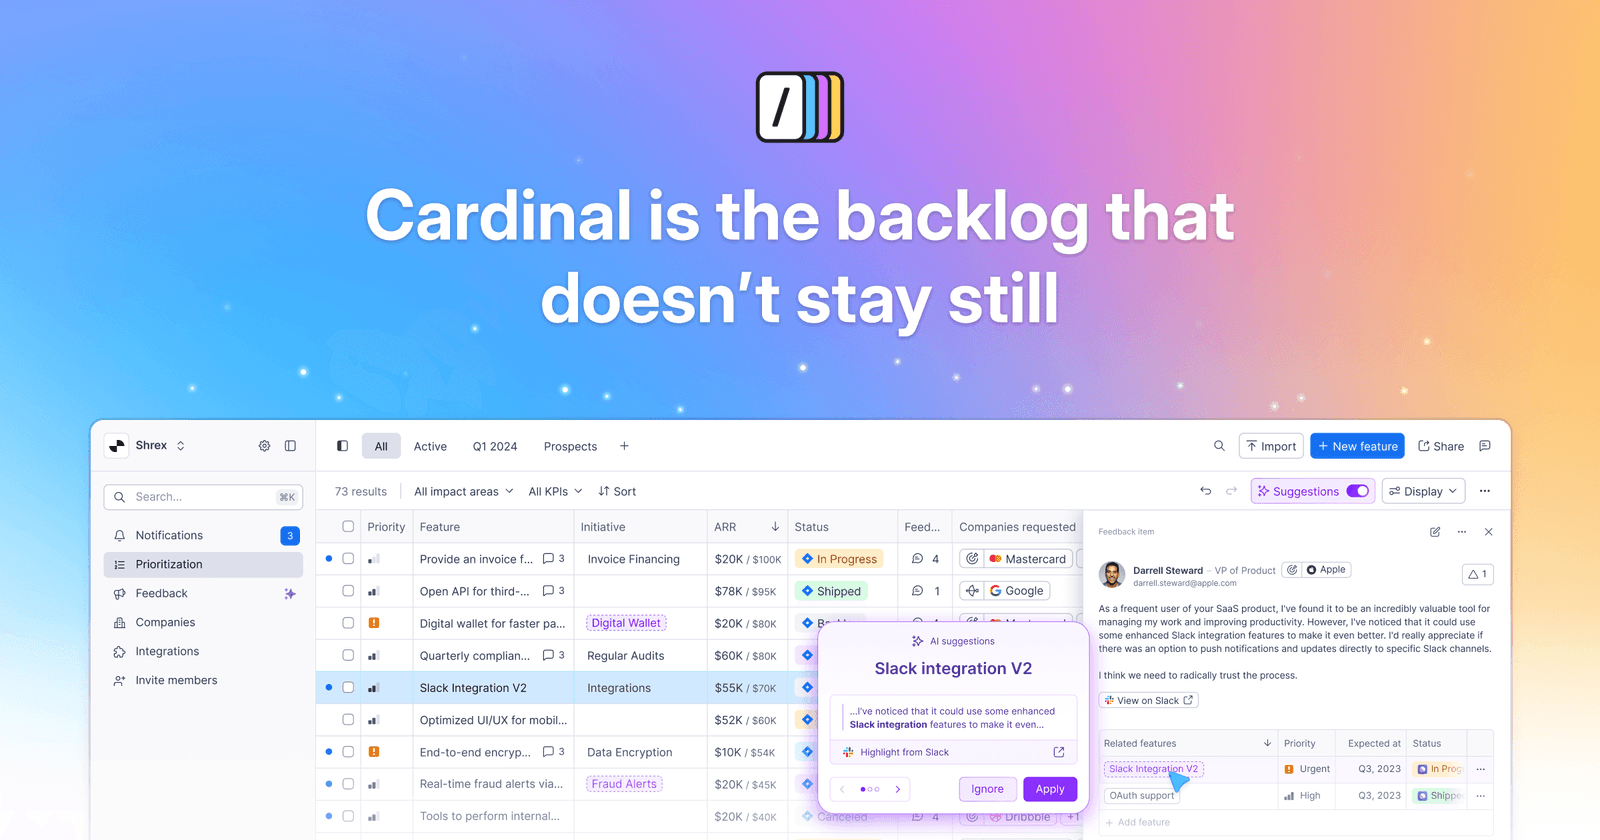 /
Cardinal is the backlog that
doesn't stay still
Shrex
Search...
⌘K
Notifications
3
Prioritization
Feedback
Companies
Integrations
Invite members
All
Active
Q1 2024
Prospects
+
Import
+ New feature
Share
73 results
All impact areas
All KPIs
Sort
Suggestions
Display
Priority Feature Initiative ARR Status Feed... Companies requested
Provide an invoice f... 3 Invoice Financing $20K / $100K In Progress 4 Mastercard
Open API for third-... 3 $78K / $95K Shipped 1 Google
Digital wallet for faster pa... Digital Wallet $20K / $80K
Quarterly complian... 3 Regular Audits $60K / $80K
Slack Integration V2 Integrations $55K / $70K
Optimized UI/UX for mobil... $52K / $60K
End-to-end encryp... 3 Data Encryption $10K / $54K
Real-time fraud alerts via... Fraud Alerts $20K / $45K
Tools to perform internal... $20K / $40K Canceled 4 Dribbble +1
AI suggestions
Slack integration V2
...I've noticed that it could use some enhanced
Slack integration features to make it even...
Highlight from Slack
Ignore
Apply
Feedback item
Darrell Steward – VP of Product
Apple
darrell.steward@apple.com
1
As a frequent user of your SaaS product, I've found it to be an incredibly valuable tool for
managing my work and improving productivity. However, I've noticed that it could use
some enhanced Slack integration features to make it even better. I'd really appreciate if
there was an option to push notifications and updates directly to specific Slack channels.
I think we need to radically trust the process.
View on Slack
Related features Priority Expected at Status
Slack Integration V2 Urgent Q3, 2023 In Prog
OAuth support High Q3, 2023 Shippe
+ Add feature